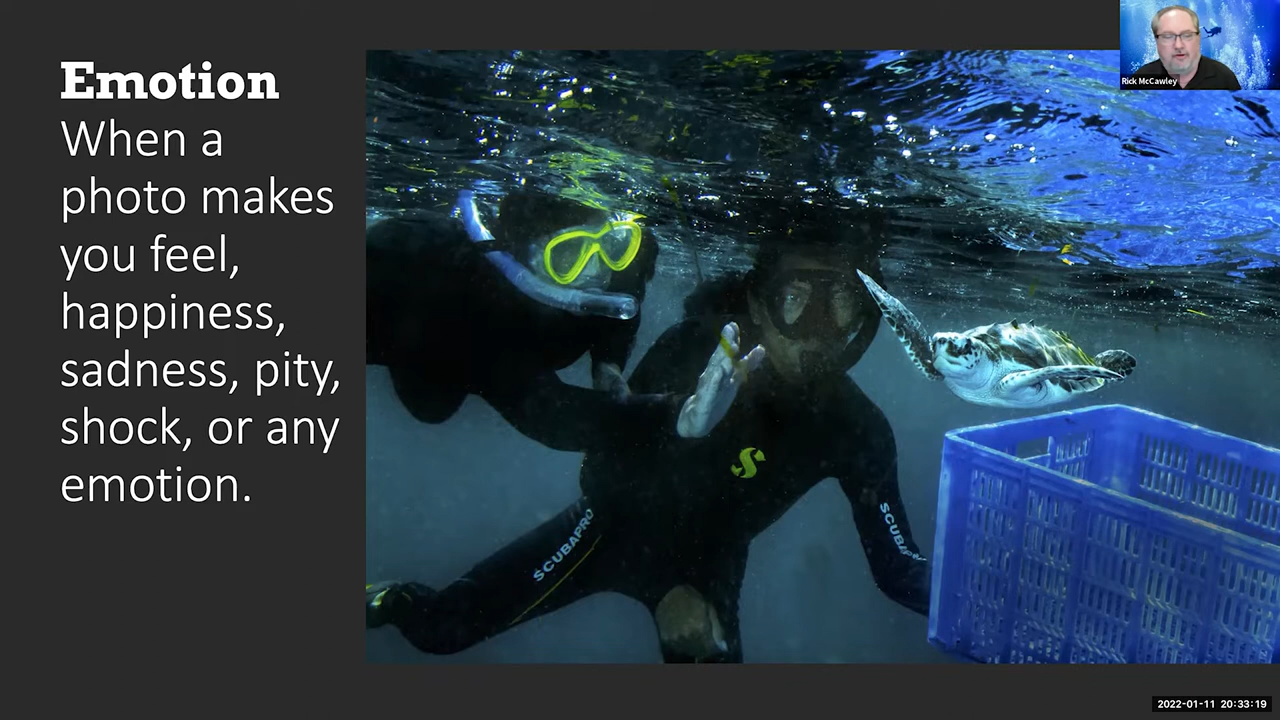 Emotion
When a
photo makes
you feel,
happiness,
sadness, pity,
shock, or any
emotion.
Rick McCawley
SCUBAPRO
SCUBAPRO
S
2022-01-11 20:33:19